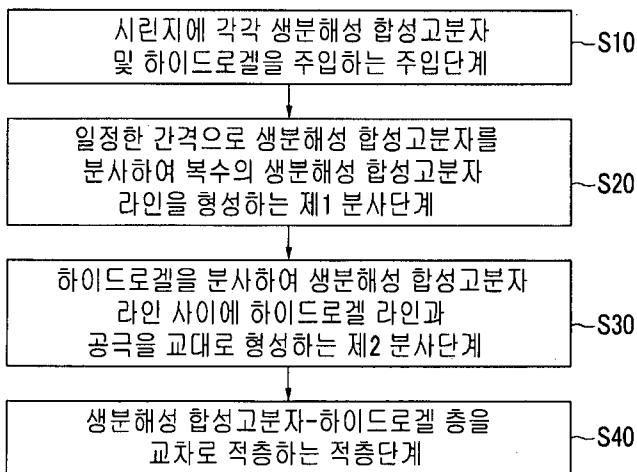 시린지에 각각 생분해성 합성고분자
및 하이드로겔을 주입하는 주입단계
S10
일정한 간격으로 생분해성 합성고분자를
분사하여 복수의 생분해성 합성고분자
라인을 형성하는 제1 분사단계
S20
하이드로겔을 분사하여 생분해성 합성고분자
라인 사이에 하이드로겔 라인과
공극을 교대로 형성하는 제2 분사단계
S30
생분해성 합성고분자-하이드로겔 층을
교차로 적층하는 적층단계
S40